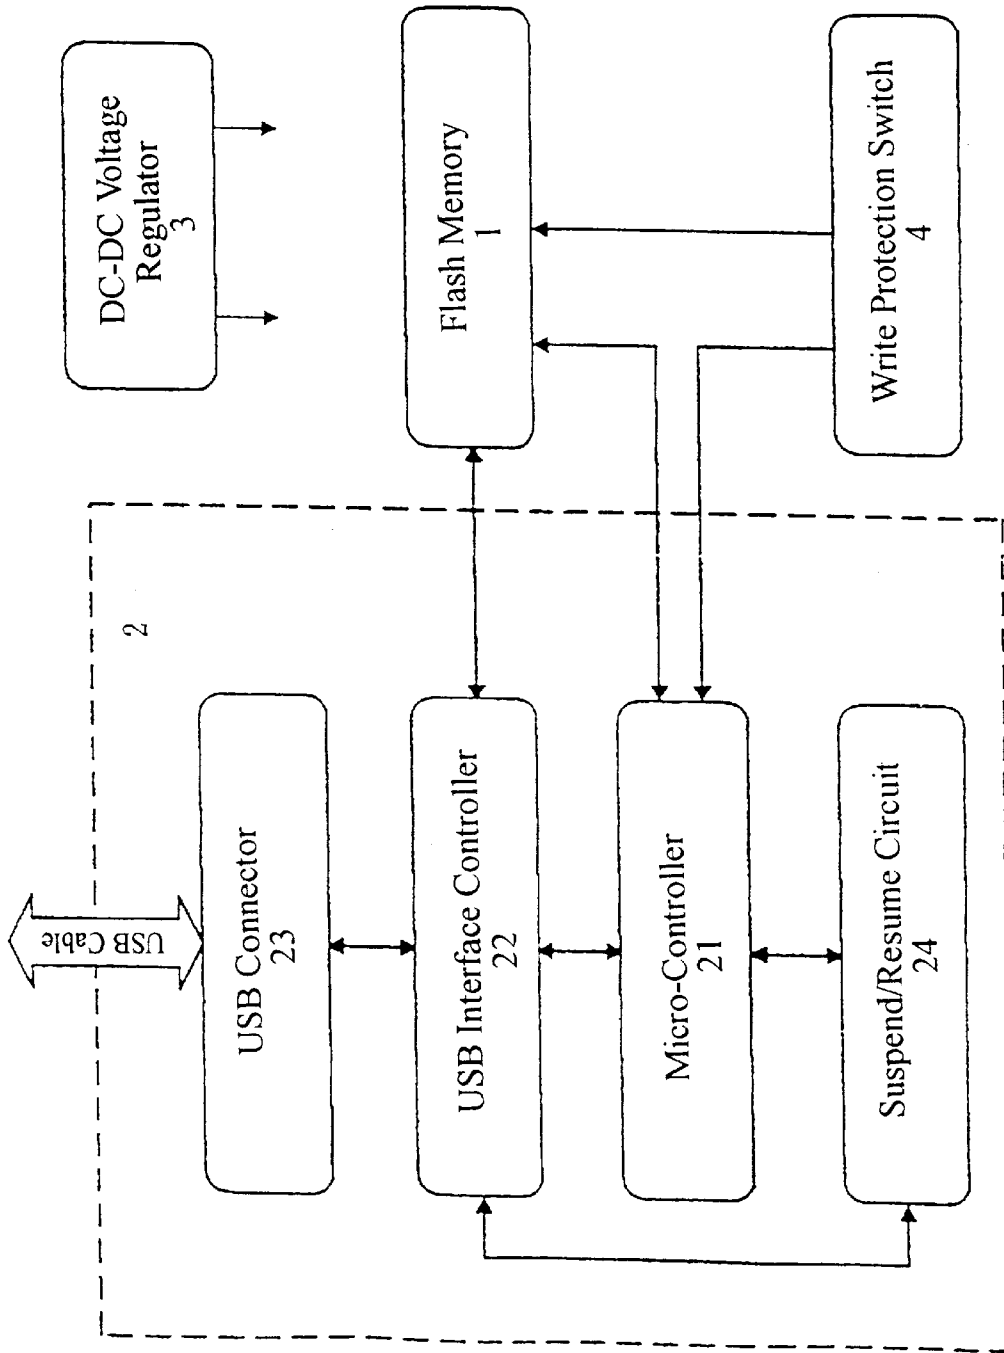 USB Cable
2
USB Connector
23
USB Interface Controller
22
Micro-Controller
21
Suspend/Resume Circuit
24
DC-DC Voltage
Regulator
3
Flash Memory
1
Write Protection Switch
4